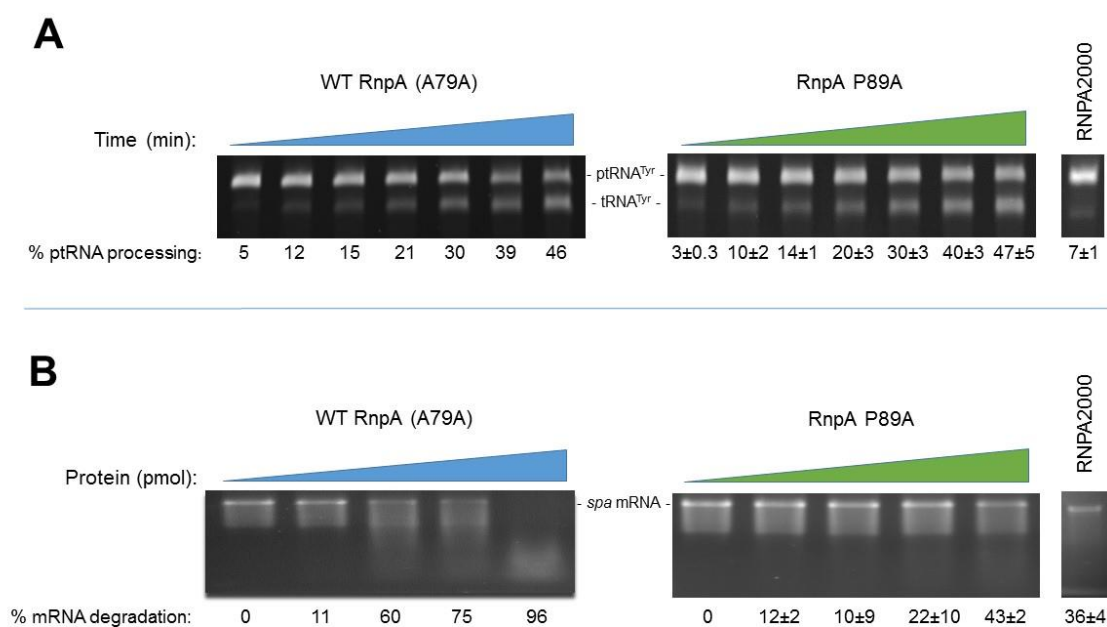 A
WT RnpA (A79A)
RnpA P89A
RNPA2000
Time (min):
- ptRNATyr -
- tRNATyr -
% ptRNA processing: 5 12 15 21 30 39 46 3±0.3 10±2 14±1 20±3 30±3 40±3 47±5 7±1
B
WT RnpA (A79A)
RnpA P89A
RNPA2000
Protein (pmol):
- spa mRNA -
% mRNA degradation: 0 11 60 75 96 0 12±2 10±9 22±10 43±2 36±4